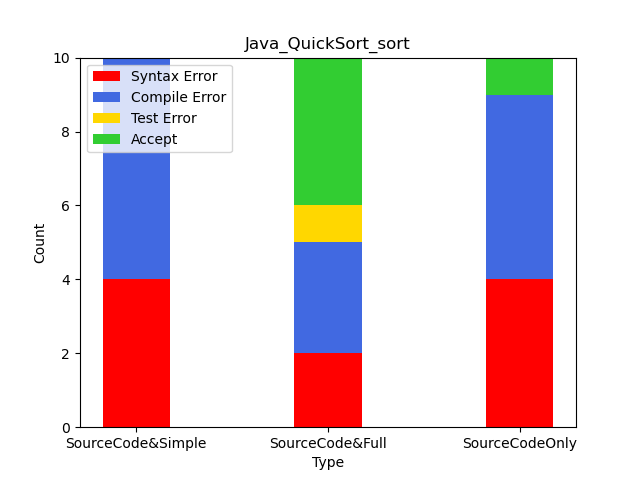 Java_QuickSort_sort
10
8
6
4
2
0
Count
Syntax Error
Compile Error
Test Error
Accept
SourceCode&Simple
SourceCode&Full
SourceCodeOnly
Type